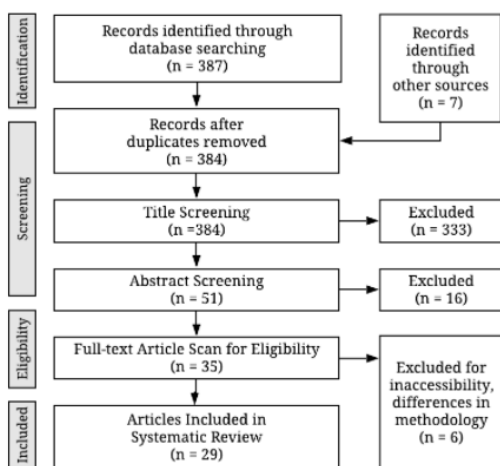 Identification
Records identified through
database searching
(n = 387)
Records
identified
through
other sources
(n = 7)
Screening
Records after
duplicates removed
(n = 384)
Title Screening
(n =384)
Excluded
(n = 333)
Abstract Screening
(n = 51)
Excluded
(n = 16)
Eligibility
Full-text Article Scan for Eligibility
(n = 35)
Excluded for
inaccessibility,
differences in
methodology
(n = 6)
Included
Articles Included in
Systematic Review
(n = 29)